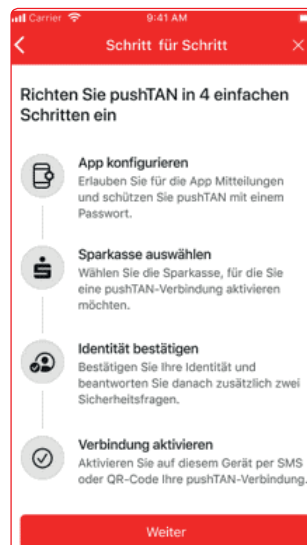 Carrier 9:41 AM
Schritt für Schritt
Richten Sie pushTAN in 4 einfachen
Schritten ein
App konfigurieren
Erlauben Sie für die App Mitteilungen
und schützen Sie pushTAN mit einem
Passwort.
Sparkasse auswählen
Wählen Sie die Sparkasse, für die Sie
eine pushTAN-Verbindung aktivieren
möchten.
Identität bestätigen
Bestätigen Sie Ihre Identität und
beantworten Sie danach zusätzlich zwei
Sicherheitsfragen.
Verbindung aktivieren
Aktivieren Sie auf diesem Gerät per SMS
oder QR-Code Ihre pushTAN-Verbindung.
Weiter